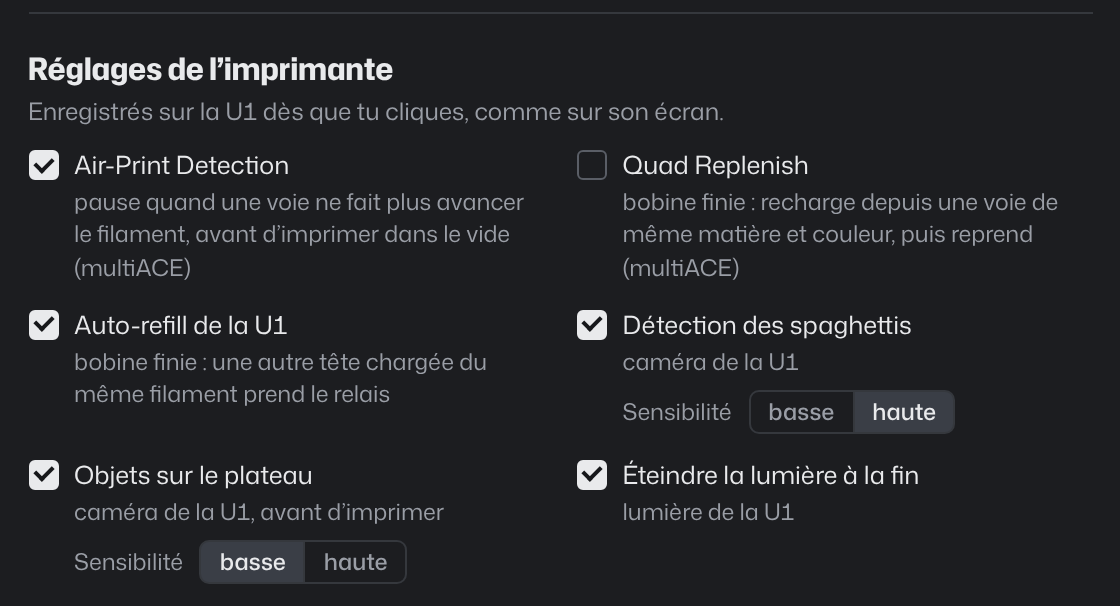 Réglages de l’imprimante
Enregistrés sur la U1 dès que tu cliques, comme sur son écran.
Air-Print Detection
pause quand une voie ne fait plus avancer
le filament, avant d’imprimer dans le vide
(multiACE)
Quad Replenish
bobine finie : recharge depuis une voie de
même matière et couleur, puis reprend
(multiACE)
Auto-refill de la U1
bobine finie : une autre tête chargée du
même filament prend le relais
Détection des spaghettis
caméra de la U1
Sensibilité basse haute
Objets sur le plateau
caméra de la U1, avant d’imprimer
Sensibilité basse haute
Éteindre la lumière à la fin
lumière de la U1